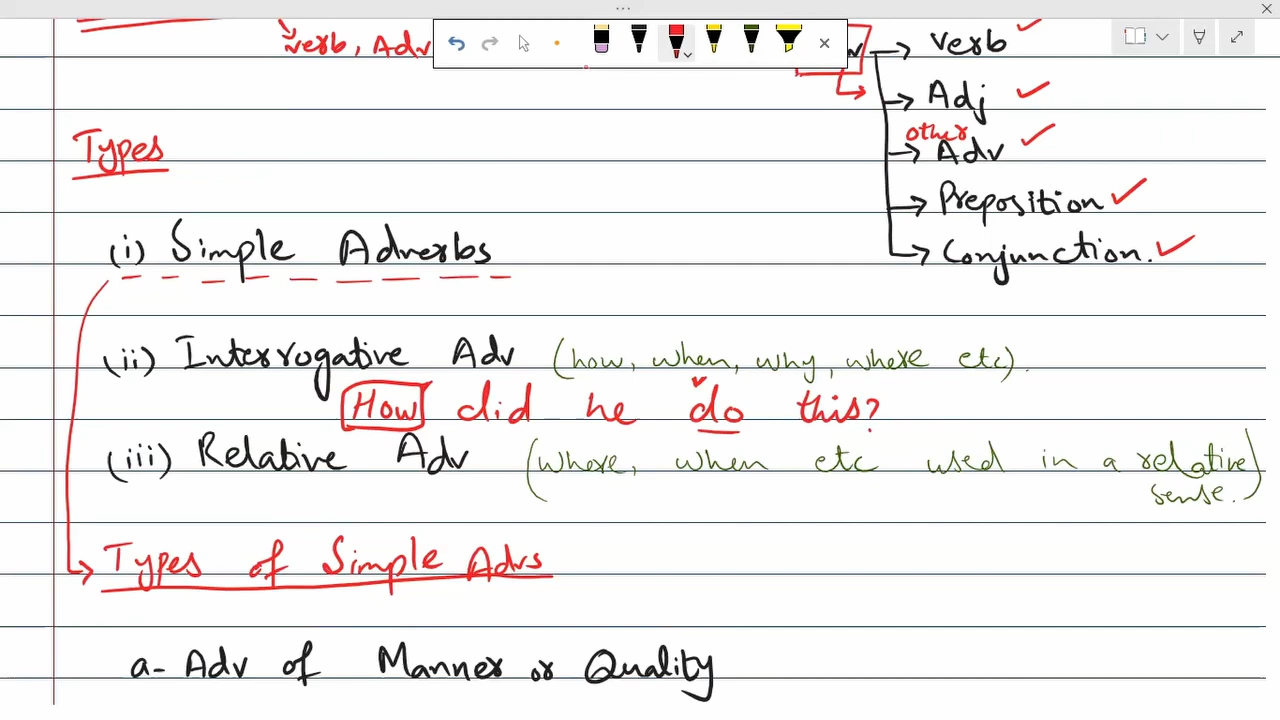 verb, Adv
verb
Adj
other
Adv
Preposition
Conjunction.
Types
(i) Simple Adverbs
(ii) Interrogative Adv (how, when, why, where etc).
How did he do this?
(iii) Relative Adv (where, when etc used in a relative
sense.)
Types of Simple Advs
a- Adv of Manner or Quality